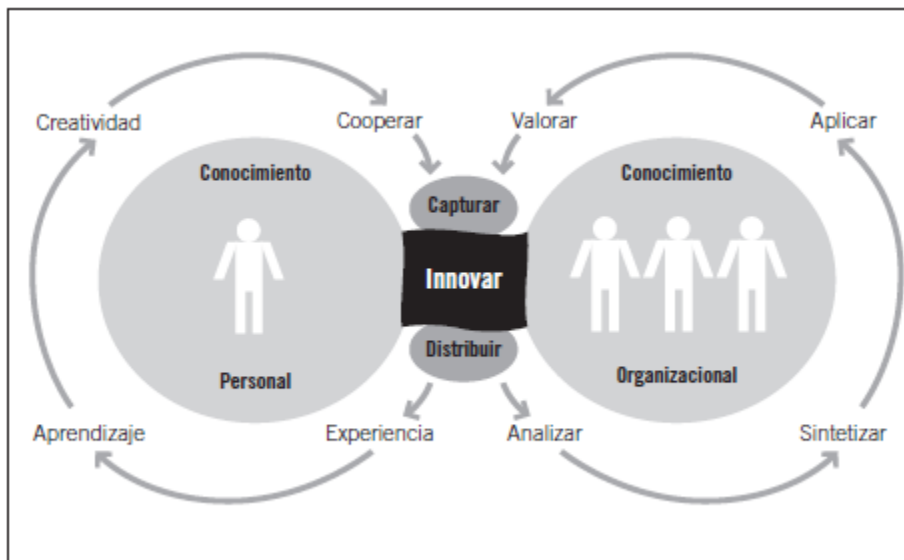 Creatividad
Cooperar
Valorar
Aplicar
Conocimiento
Conocimiento
Capturar
Innovar
Distribuir
Personal
Organizacional
Aprendizaje
Experiencia
Analizar
Sintetizar